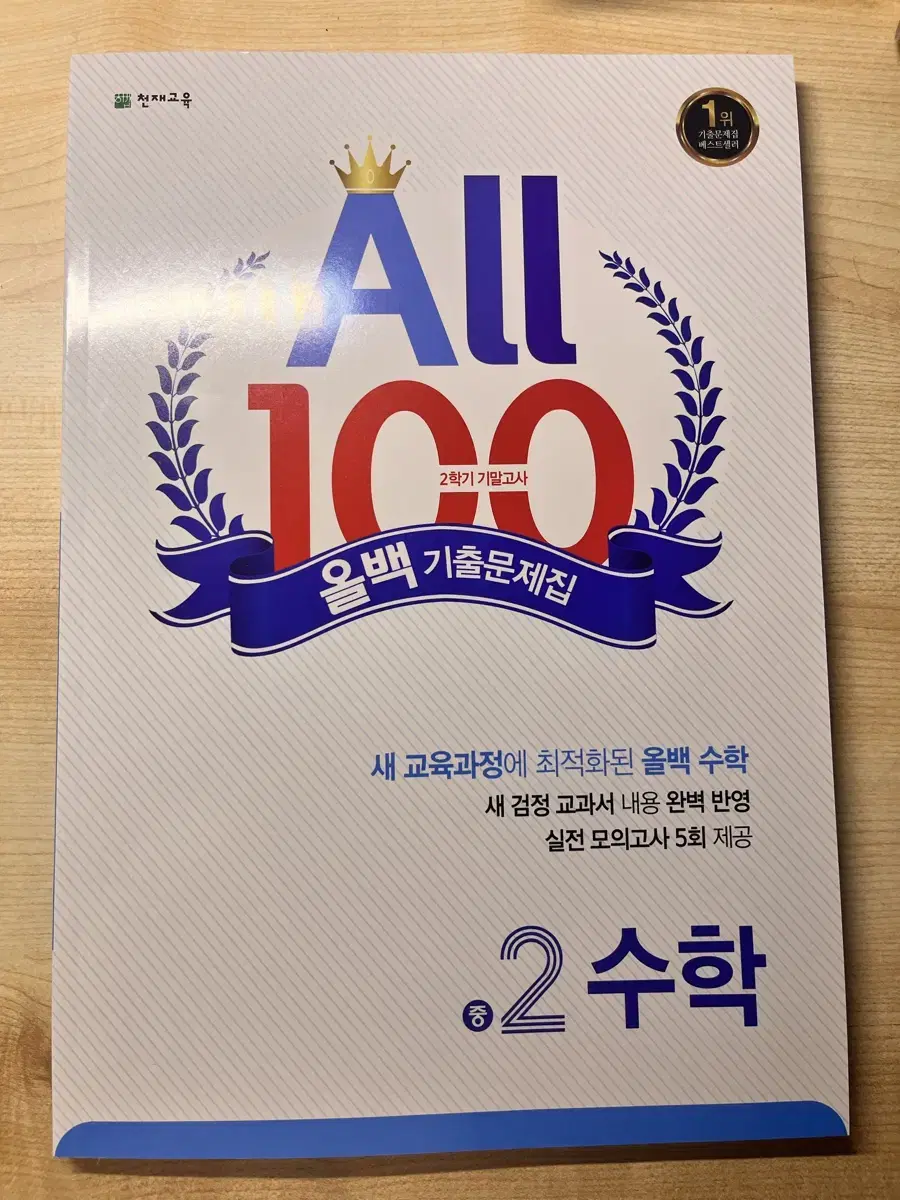 천재교육
1위
기출문제집
베스트셀러
All
100
2학기 기말고사
올백 기출문제집
새 교육과정에 최적화된 올백 수학
새 검정 교과서 내용 완벽 반영
실전 모의고사 5회 제공
중2 수학